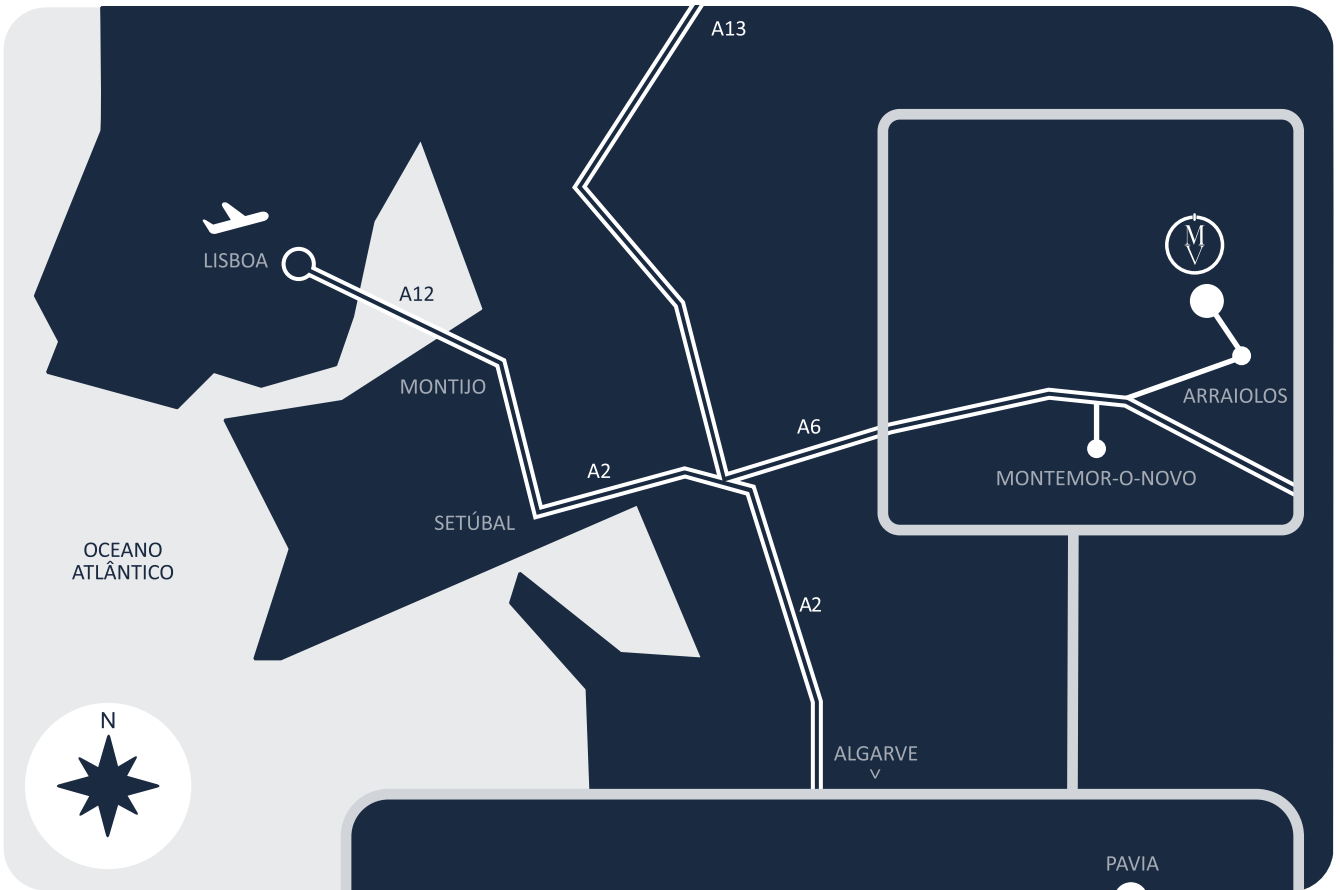 A13
M
V
LISBOA
A12
MONTIJO
ARRAIOLOS
A6
A2
MONTEMOR-O-NOVO
SETÚBAL
OCEANO
ATLÂNTICO
A2
N
ALGARVE
PAVIA